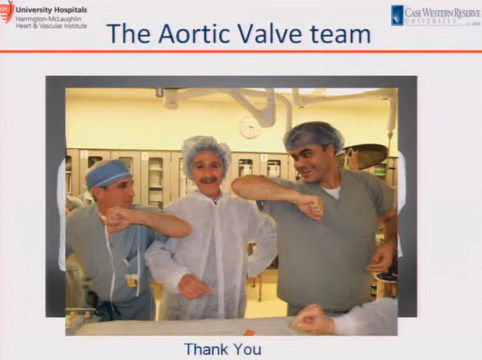 University Hospitals
Harrington-McLaughlin
Heart & Vascular Institute
CASE WESTERN RESERVE
UNIVERSITY
The Aortic Valve team
Thank You